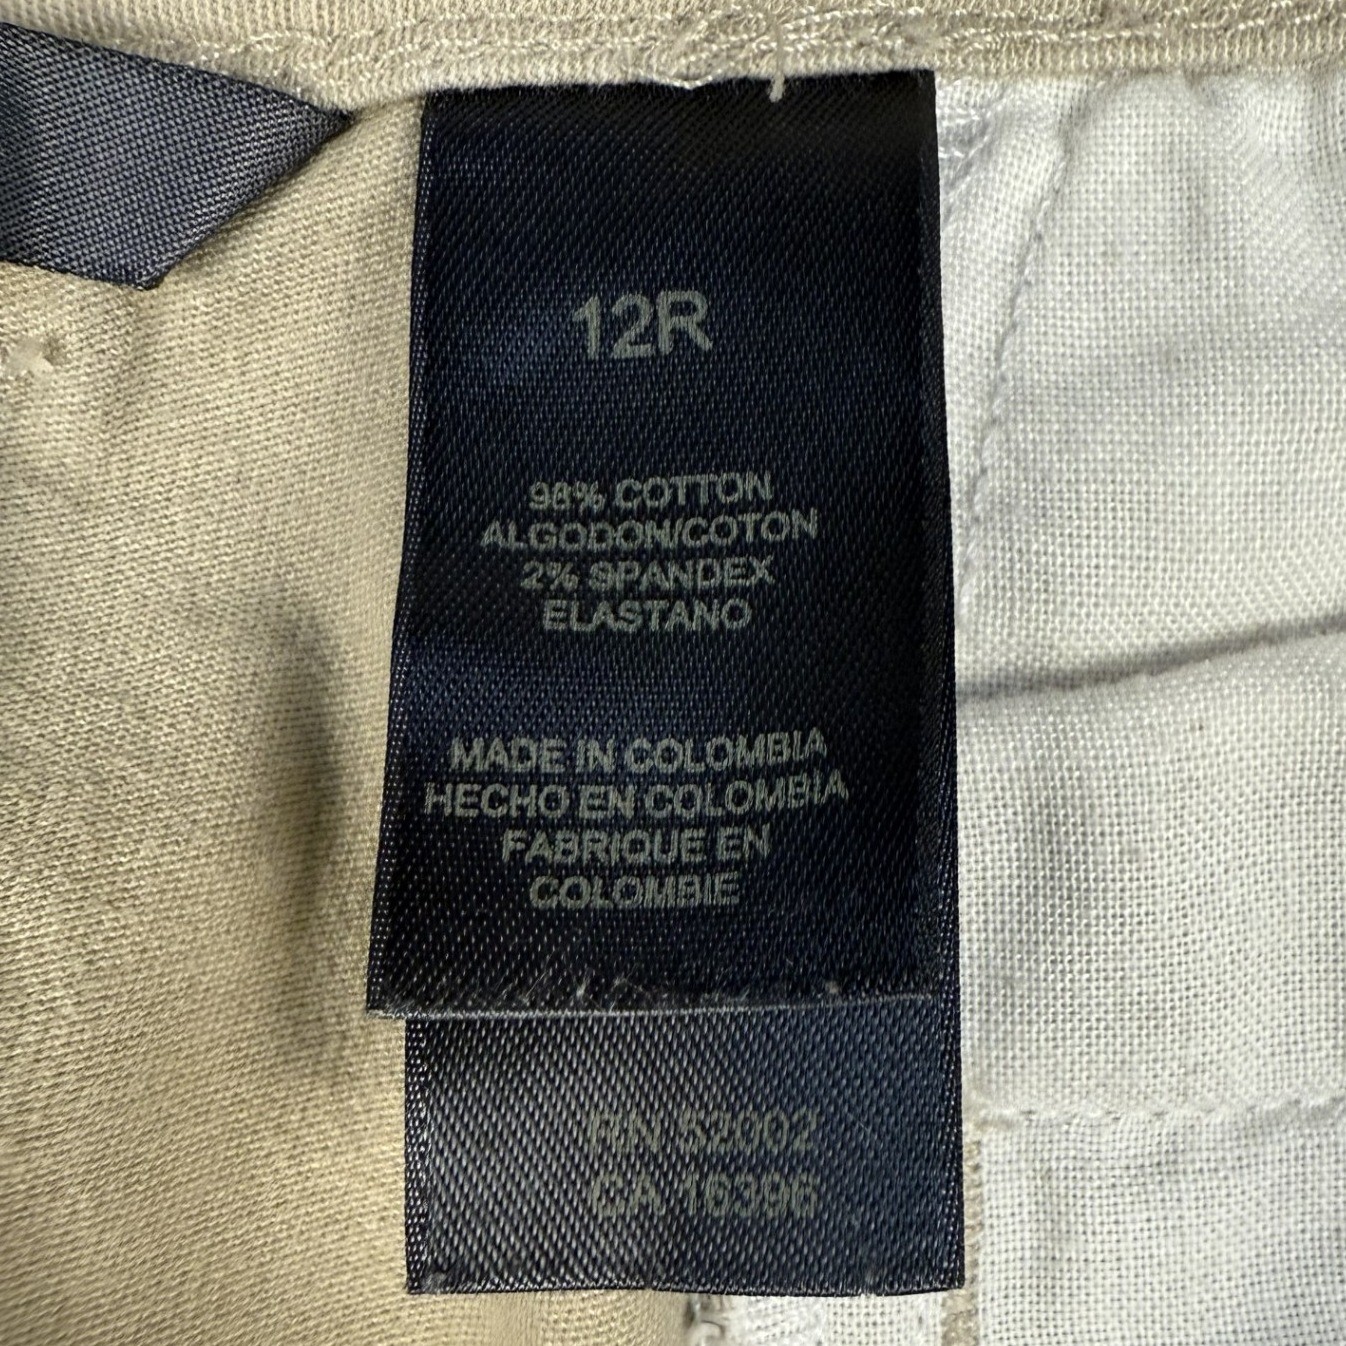 12R
98% COTTON
ALGODON/COTON
2% SPANDEX
ELASTANO
MADE IN COLOMBIA
HECHO EN COLOMBIA
FABRIQUE EN
COLOMBIE
RN 52002
CA 16396